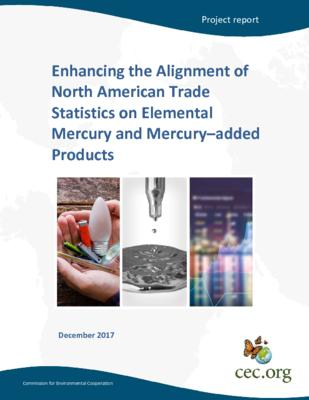 Project report
Enhancing the Alignment of
North American Trade
Statistics on Elemental
Mercury and Mercury–added
Products
December 2017
cec.org
Commission for Environmental Cooperation